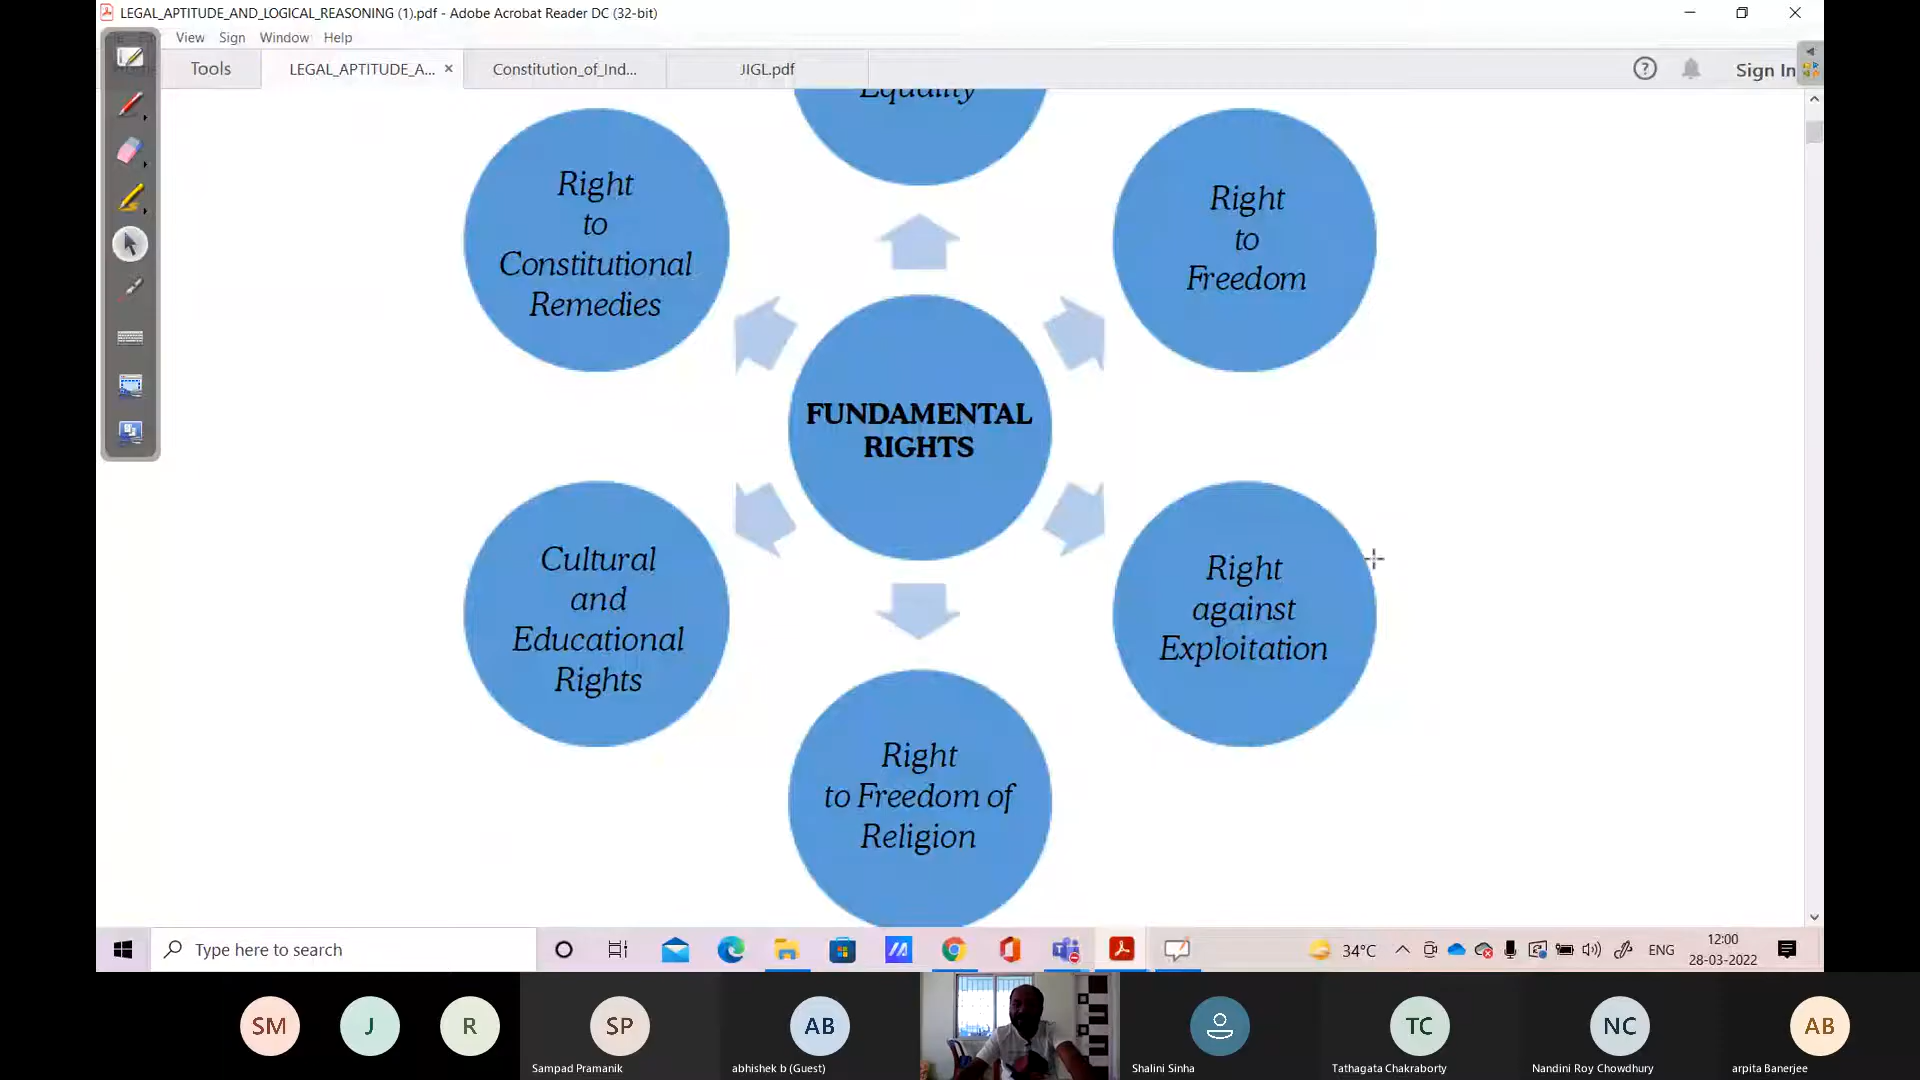 LEGAL_APTITUDE_AND_LOGICAL_REASONING (1).pdf - Adobe Acrobat Reader DC (32-bit)
View Sign Window Help
Tools
LEGAL_APTITUDE_A...
Constitution_of_Ind...
JIGL.pdf
Sign In
Equality
Right
to
Constitutional
Remedies
Right
to
Freedom
FUNDAMENTAL
RIGHTS
Cultural
and
Educational
Rights
Right
against
Exploitation
Right
to Freedom of
Religion
Type here to search
34°C
ENG
12:00
28-03-2022
SM
J
R
SP
AB
TC
NC
AB
Sampad Pramanik
abhishek b (Guest)
Shalini Sinha
Tathagata Chakraborty
Nandini Roy Chowdhury
arpita Banerjee